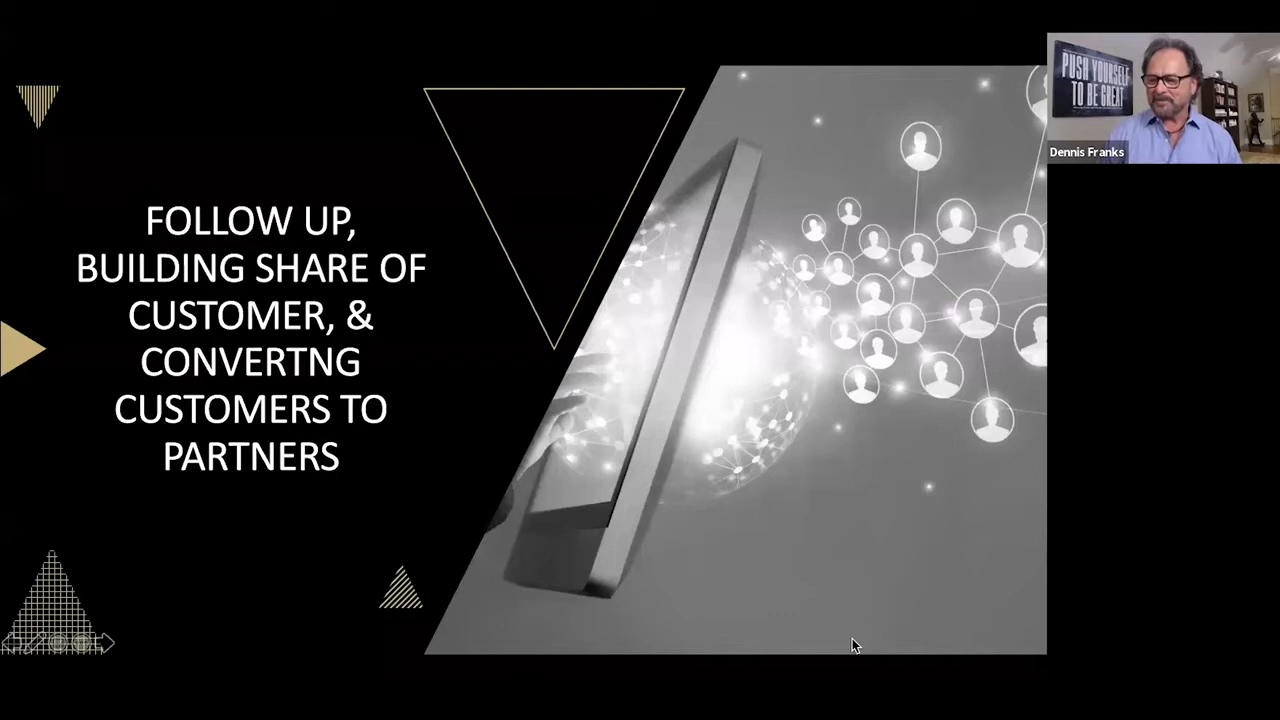 FOLLOW UP,
BUILDING SHARE OF
CUSTOMER, &
CONVERTNG
CUSTOMERS TO
PARTNERS
PUSH YOURSELF
TO BE GREAT
Dennis Franks